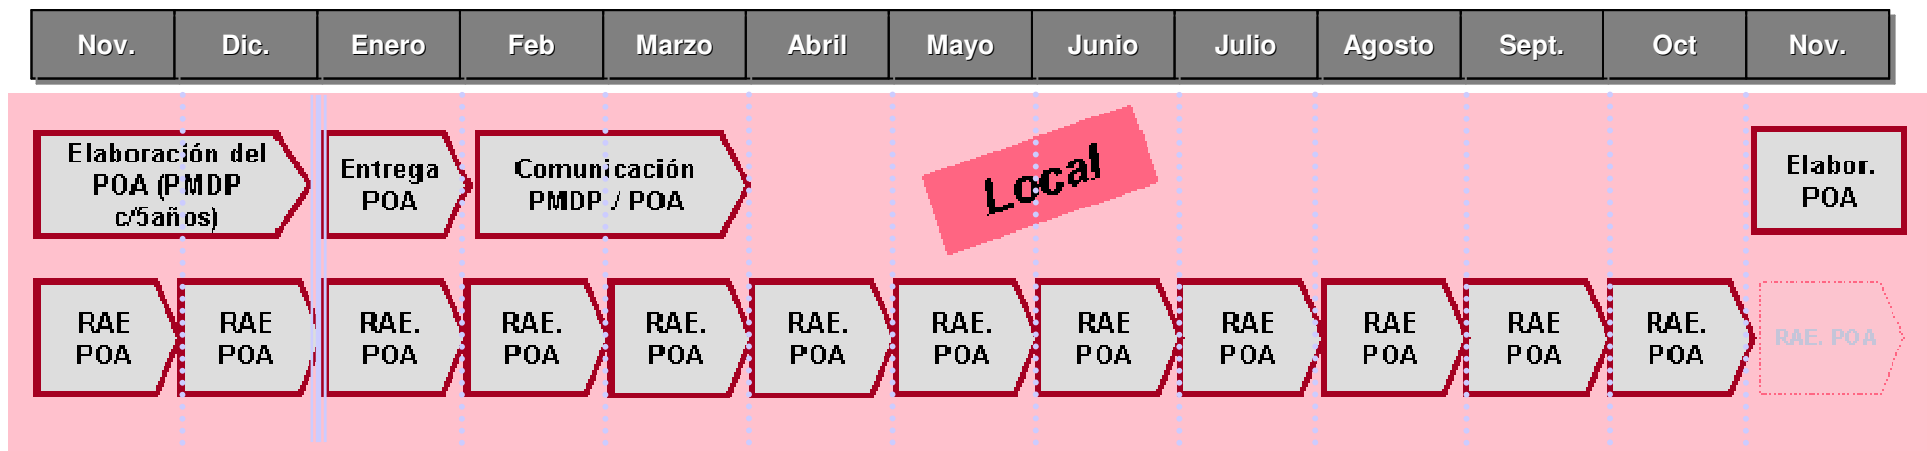 Nov. Dic. Enero Feb Marzo Abril Mayo Junio Julio Agosto Sept. Oct Nov.
Elaboración del
POA (PMDP
c/5años)
Entrega
POA
Comunicación
PMDP / POA
Local
Elabor.
POA
RAE
POA
RAE
POA
RAE.
POA
RAE.
POA
RAE.
POA
RAE.
POA
RAE.
POA
RAE
POA
RAE
POA
RAE
POA
RAE
POA
RAE.
POA
RAE. POA